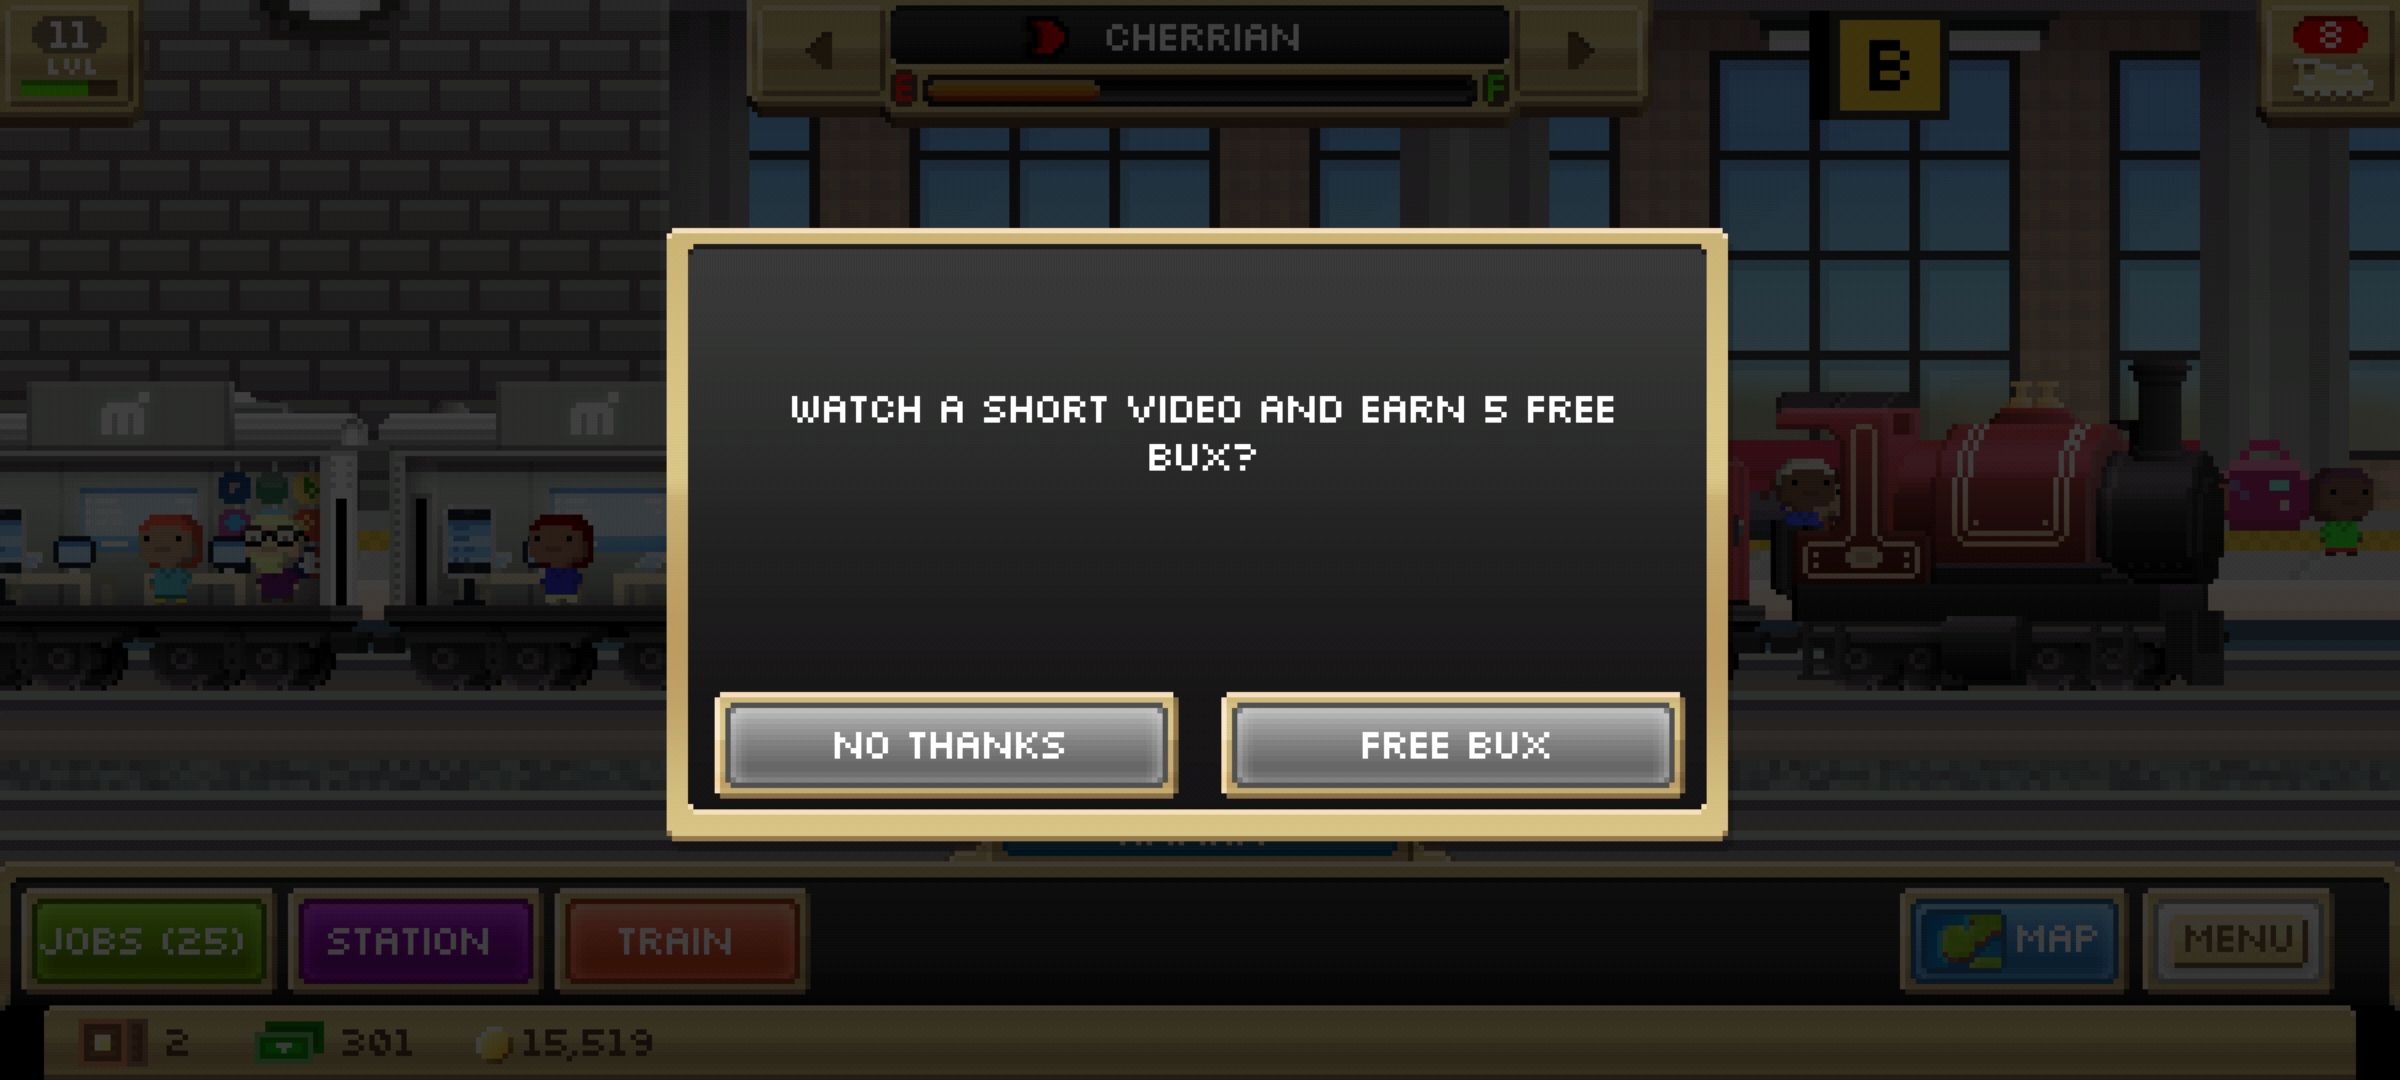 11
LVL
CHERRIAN
E
F
B
8
WATCH A SHORT VIDEO AND EARN 5 FREE
BUX?
NO THANKS
FREE BUX
JOBS (25)
STATION
TRAIN
MAP
MENU
2
301
15,519